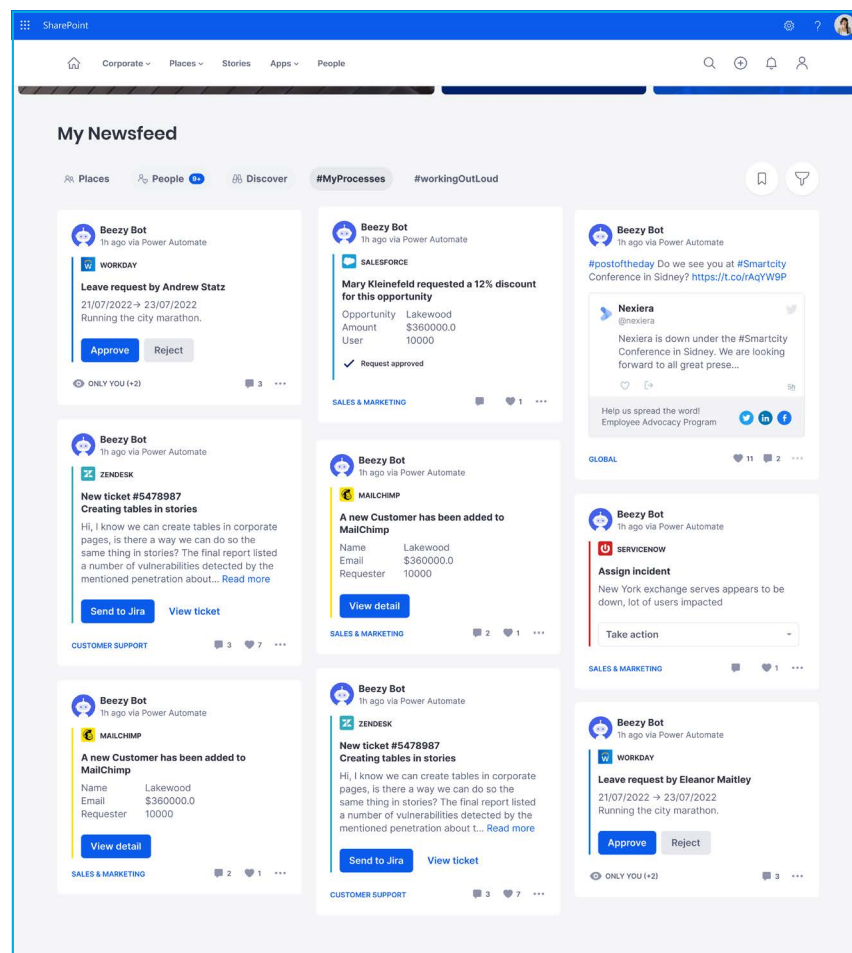 SharePoint
?
Corporate
Places
Stories
Apps
People
My Newsfeed
Places
People 9+
Discover
#MyProcesses
#workingOutLoud
Beezy Bot
1h ago via Power Automate
WORKDAY
Leave request by Andrew Statz
21/07/2022→ 23/07/2022
Running the city marathon.
Approve
Reject
ONLY YOU (+2)
3
Beezy Bot
1h ago via Power Automate
ZENDESK
New ticket #5478987
Creating tables in stories
Hi, I know we can create tables in corporate
pages, is there a way we can do so the
same thing in stories? The final report listed
a number of vulnerabilities detected by the
mentioned penetration about... Read more
Send to Jira
View ticket
CUSTOMER SUPPORT
3
7
Beezy Bot
1h ago via Power Automate
MAILCHIMP
A new Customer has been added to
MailChimp
Name Lakewood
Email $360000.0
Requester 10000
View detail
SALES & MARKETING
2
1
Beezy Bot
1h ago via Power Automate
SALESFORCE
Mary Kleinefeld requested a 12% discount
for this opportunity
Opportunity Lakewood
Amount $360000.0
User 10000
Request approved
SALES & MARKETING
1
Beezy Bot
1h ago via Power Automate
MAILCHIMP
A new Customer has been added to
MailChimp
Name Lakewood
Email $360000.0
Requester 10000
View detail
SALES & MARKETING
2
1
Beezy Bot
1h ago via Power Automate
ZENDESK
New ticket #5478987
Creating tables in stories
Hi, I know we can create tables in corporate
pages, is there a way we can do so the
same thing in stories? The final report listed
a number of vulnerabilities detected by the
mentioned penetration about t... Read more
Send to Jira
View ticket
CUSTOMER SUPPORT
3
7
Beezy Bot
1h ago via Power Automate
#postoftheday Do we see you at #Smartcity
Conference in Sidney? https://t.co/rAqYW9P
Nexiera
@nexiera
Nexiera is down under the #Smartcity
Conference in Sidney. We are looking
forward to all great prese...
5h
Help us spread the word!
Employee Advocacy Program
GLOBAL
11
2
Beezy Bot
1h ago via Power Automate
SERVICENOW
Assign incident
New York exchange serves appears to be
down, lot of users impacted
Take action
SALES & MARKETING
1
Beezy Bot
1h ago via Power Automate
WORKDAY
Leave request by Eleanor Maitley
21/07/2022 → 23/07/2022
Running the city marathon.
Approve
Reject
ONLY YOU (+2)
3